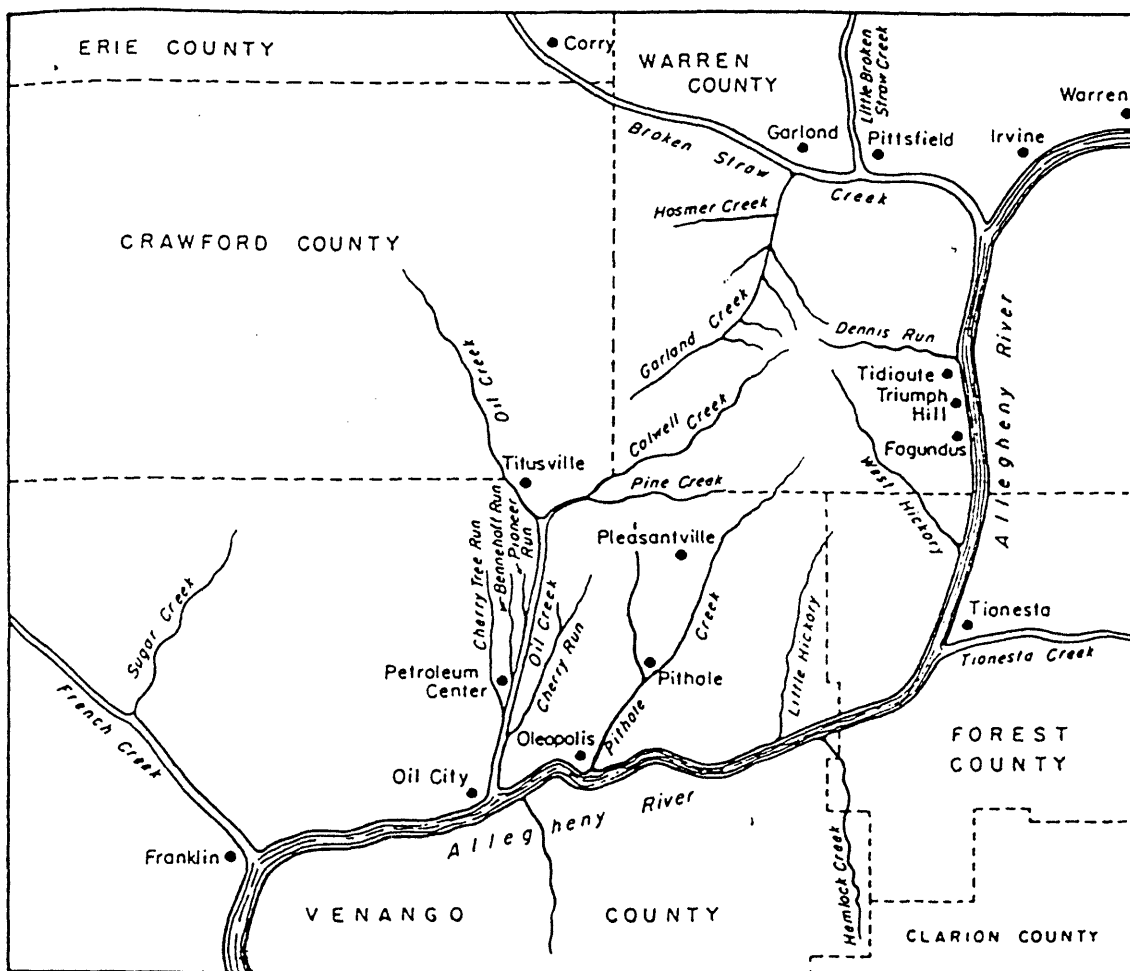 ERIE COUNTY
Corry
WARREN
COUNTY
Little Broken
Straw Creek
Warren
Garland
Pittsfield
Irvine
Broken Straw
Creek
Hosmer Creek
CRAWFORD COUNTY
Garland Creek
Dennis Run
Allegheny River
Oil Creek
Tidioute
Triumph
Hill
Fagundus
Colwell Creek
West Hickory
Titusville
Pine Creek
Cherry Tree Run
Bennehoff Run
Pioneer
Run
Pleasantville
Sugar Creek
Oil Creek
Cherry Run
Creek
Little Hickory
Tionesta
Tionesta Creek
Petroleum
Center
Pithole
Pithole
French Creek
Oleopolis
FOREST
COUNTY
Oil City
Allegheny River
Franklin
Hemlock Creek
VENANGO COUNTY
CLARION COUNTY